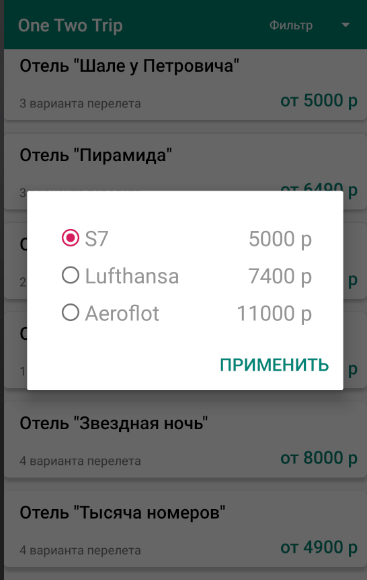 One Two Trip Фильтр
Отель "Шале у Петровича"
3 варианта перелета от 5000 р
Отель "Пирамида"
от 6490 р
S7 5000 р
Lufthansa 7400 р
Aeroflot 11000 р
ПРИМЕНИТЬ
Отель "Звездная ночь"
4 варианта перелета от 8000 р
Отель "Тысяча номеров"
4 варианта перелета от 4900 р